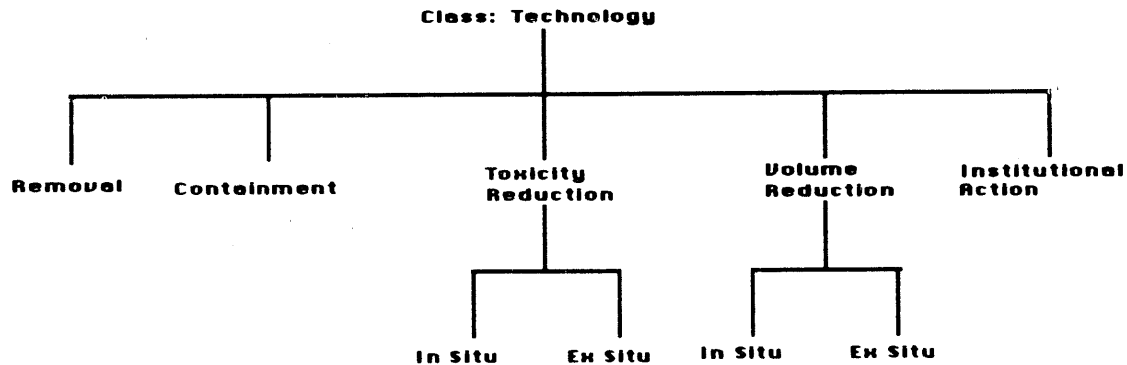 Class: Technology
Removal
Containment
Toxicity
Reduction
Volume
Reduction
Institutional
Action
In Situ
Ex Situ
In Situ
Ex Situ